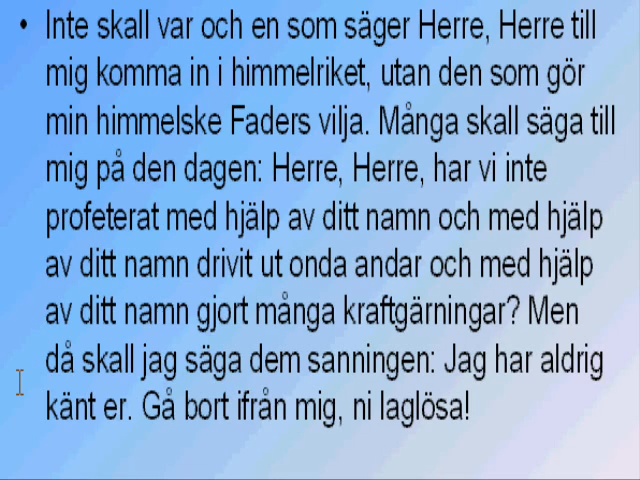 • Inte skall var och en som säger Herre, Herre till
mig komma in i himmelriket, utan den som gör
min himmelske Faders vilja. Många skall säga till
mig på den dagen: Herre, Herre, har vi inte
profeterat med hjälp av ditt namn och med hjälp
av ditt namn drivit ut onda andar och med hjälp
av ditt namn gjort många kraftgärningar? Men
då skall jag säga dem sanningen: Jag har aldrig
känt er. Gå bort ifrån mig, ni laglösa!